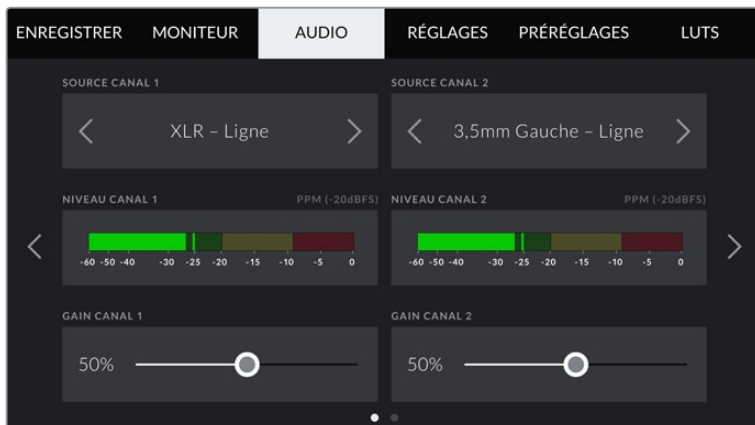 ENREGISTRER MONITEUR AUDIO RÉGLAGES PRÉRÉGLAGES LUTS
SOURCE CANAL 1 SOURCE CANAL 2
XLR – Ligne 3,5mm Gauche – Ligne
NIVEAU CANAL 1 PPM (-20dBFS) NIVEAU CANAL 2 PPM (-20dBFS)
-60 -50 -40 -30 -25 -20 -15 -10 -5 0 -60 -50 -40 -30 -25 -20 -15 -10 -5 0
GAIN CANAL 1 GAIN CANAL 2
50% 50%